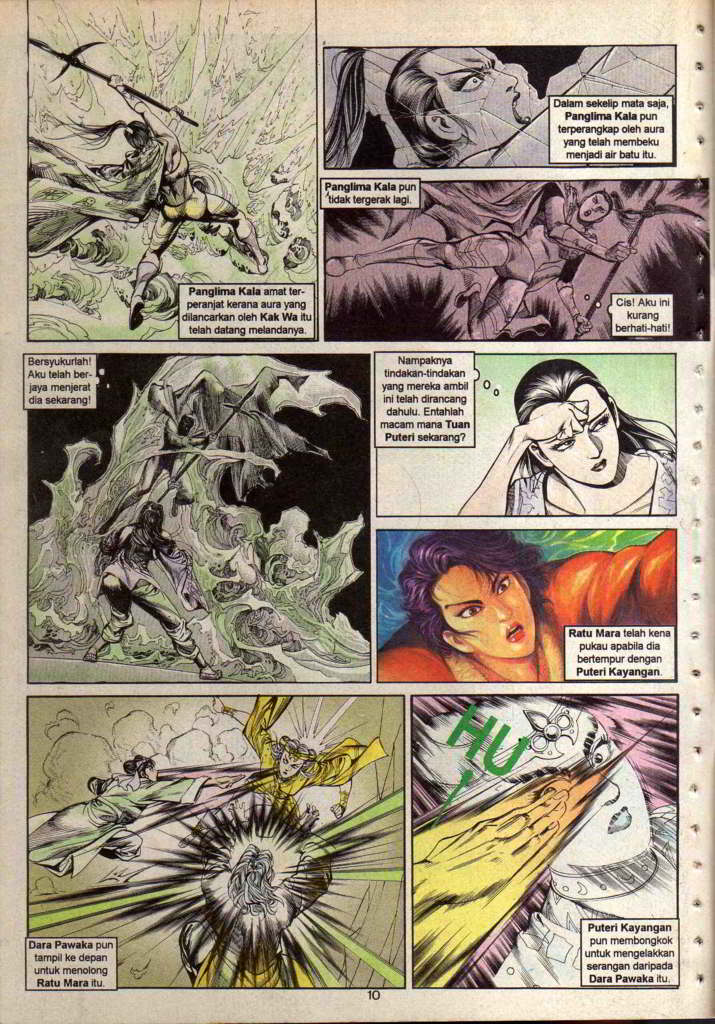 Panglima Kala amat ter-
peranjat kerana aura yang
dilancarkan oleh Kak Wa itu
telah datang melandanya.
Dalam sekelip mata saja,
Panglima Kala pun
terperangkap oleh aura
yang telah membeku
menjadi air batu itu.
Panglima Kala pun
tidak tergerak lagi.
Cis! Aku ini
kurang
berhati-hati!
Bersyukurlah!
Aku telah ber-
jaya menjerat
dia sekarang!
Nampaknya
tindakan-tindakan
yang mereka ambil
ini telah dirancang
dahulu. Entahlah
macam mana Tuan
Puteri sekarang?
Ratu Mara telah kena
pukau apabila dia
bertempur dengan
Puteri Kayangan.
Dara Pawaka pun
tampil ke depan
untuk menolong
Ratu Mara itu.
HU
!
Puteri Kayangan
pun membongkok
untuk mengelakkan
serangan daripada
Dara Pawaka itu.
10